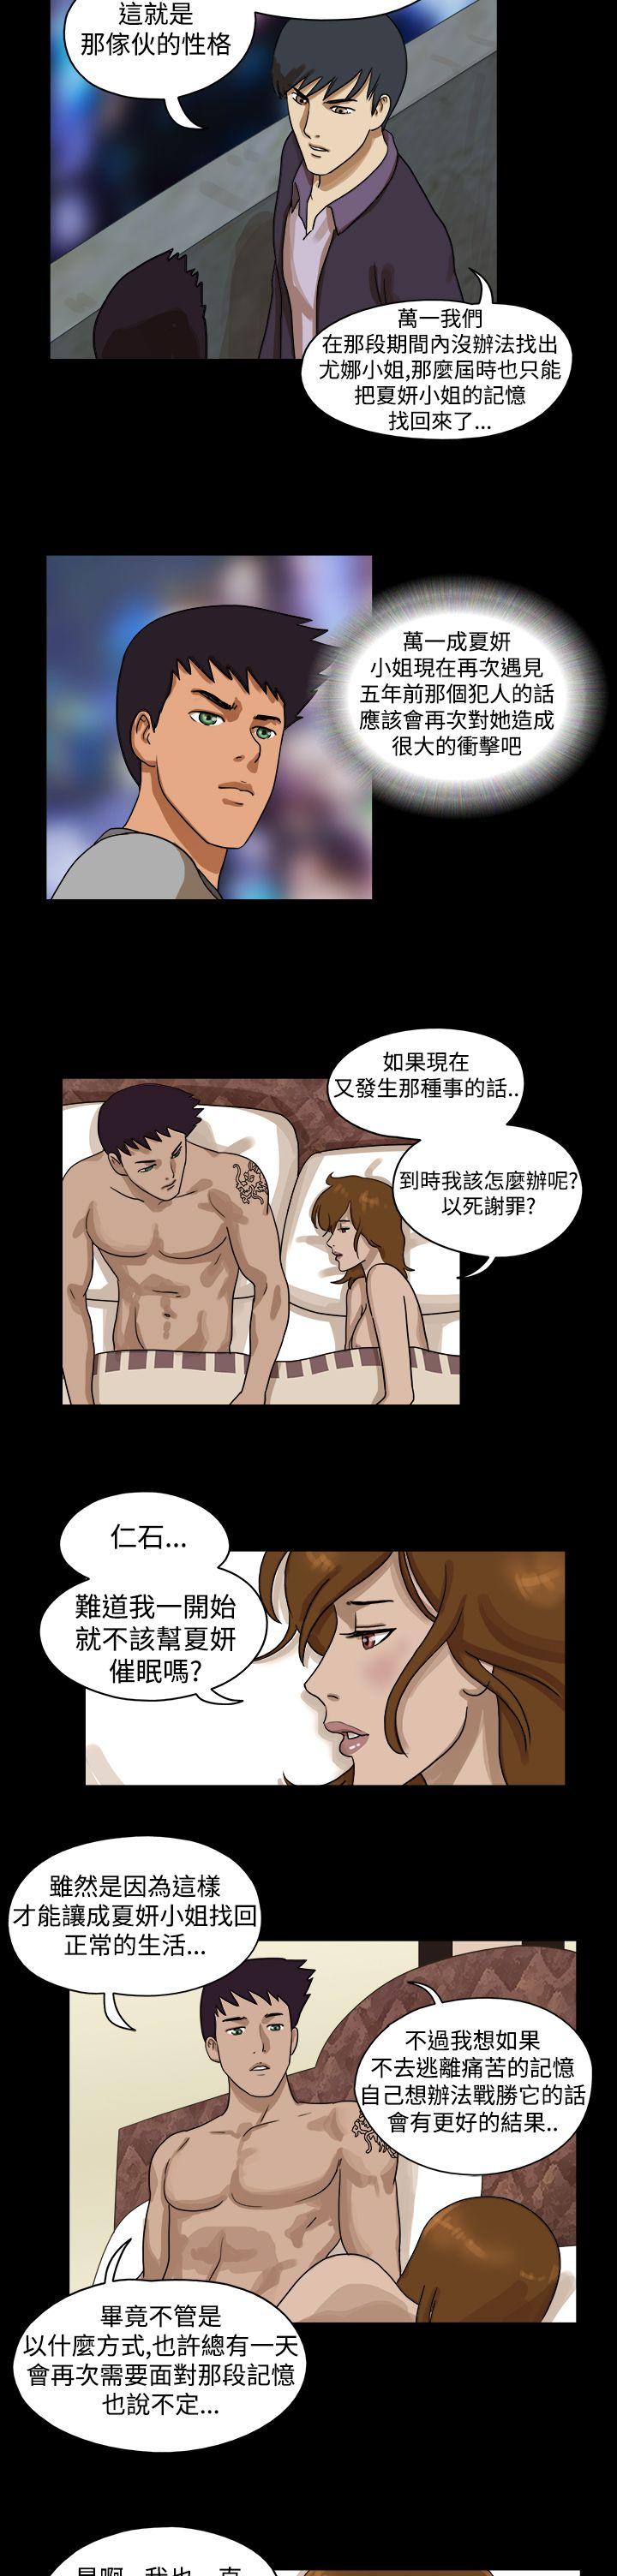 這就是
那傢伙的性格
萬一我們
在那段期間內沒辦法找出
尤娜小姐,那麼屆時也只能
把夏妍小姐的記憶
找回來了...
萬一成夏妍
小姐現在再次遇見
五年前那個犯人的話
應該會再次對她造成
很大的衝擊吧
如果現在
又發生那種事的話..
到時我該怎麼辦呢?
以死謝罪?
仁石...
難道我一開始
就不該幫夏妍
催眠嗎?
雖然是因為這樣
才能讓成夏妍小姐找回
正常的生活...
不過我想如果
不去逃離痛苦的記憶
自己想辦法戰勝它的話
會有更好的結果..
畢竟不管是
以什麼方式,也許總有一天
會再次需要面對那段記憶
也說不定...